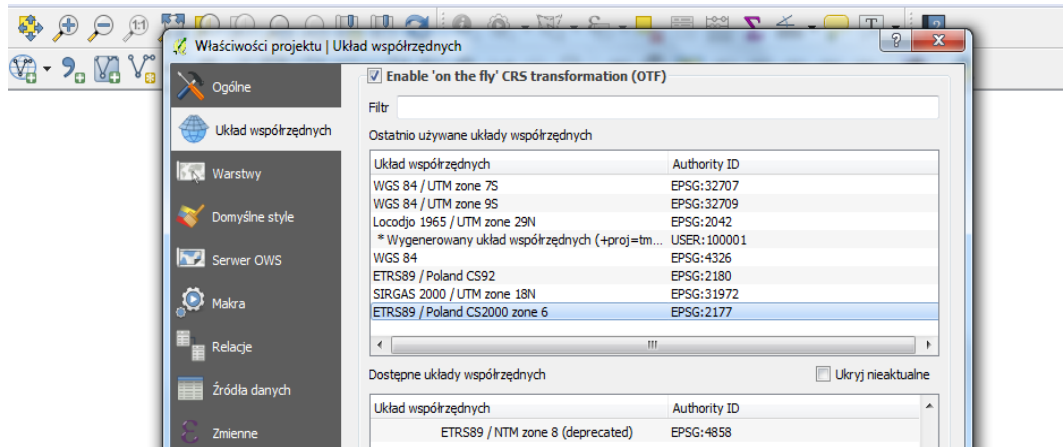 1:1
T
?
Właściwości projektu | Układ współrzędnych
? X
Ogólne
Układ współrzędnych
Warstwy
Domyślne style
Serwer OWS
Makra
Relacje
Źródła danych
Zmienne
Enable 'on the fly' CRS transformation (OTF)
Filtr
Ostatnio używane układy współrzędnych
Układ współrzędnych Authority ID
WGS 84 / UTM zone 7S EPSG:32707
WGS 84 / UTM zone 9S EPSG:32709
Locodjo 1965 / UTM zone 29N EPSG:2042
* Wygenerowany układ współrzędnych (+proj=tm... USER:100001
WGS 84 EPSG:4326
ETRS89 / Poland CS92 EPSG:2180
SIRGAS 2000 / UTM zone 18N EPSG:31972
ETRS89 / Poland CS2000 zone 6 EPSG:2177
Dostępne układy współrzędnych Ukryj nieaktualne
Układ współrzędnych Authority ID
ETRS89 / NTM zone 8 (deprecated) EPSG:4858